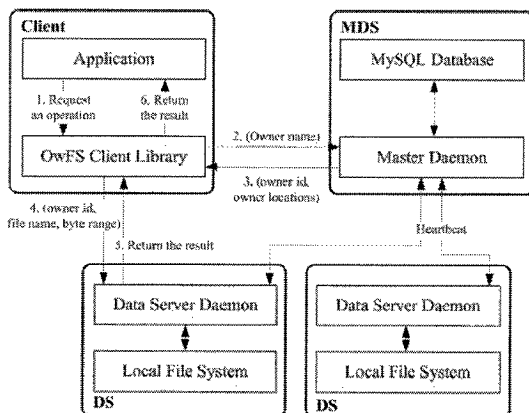 Client
MDS
Application
MySQL Database
1. Request
an operation
6. Return
the result
2. (Owner name)
OwFS Client Library
Master Daemon
3. (owner id,
owner locations)
4. (owner id,
file name, byte range)
5. Return the result
Heartbeat
Data Server Daemon
Data Server Daemon
Local File System
Local File System
DS
DS